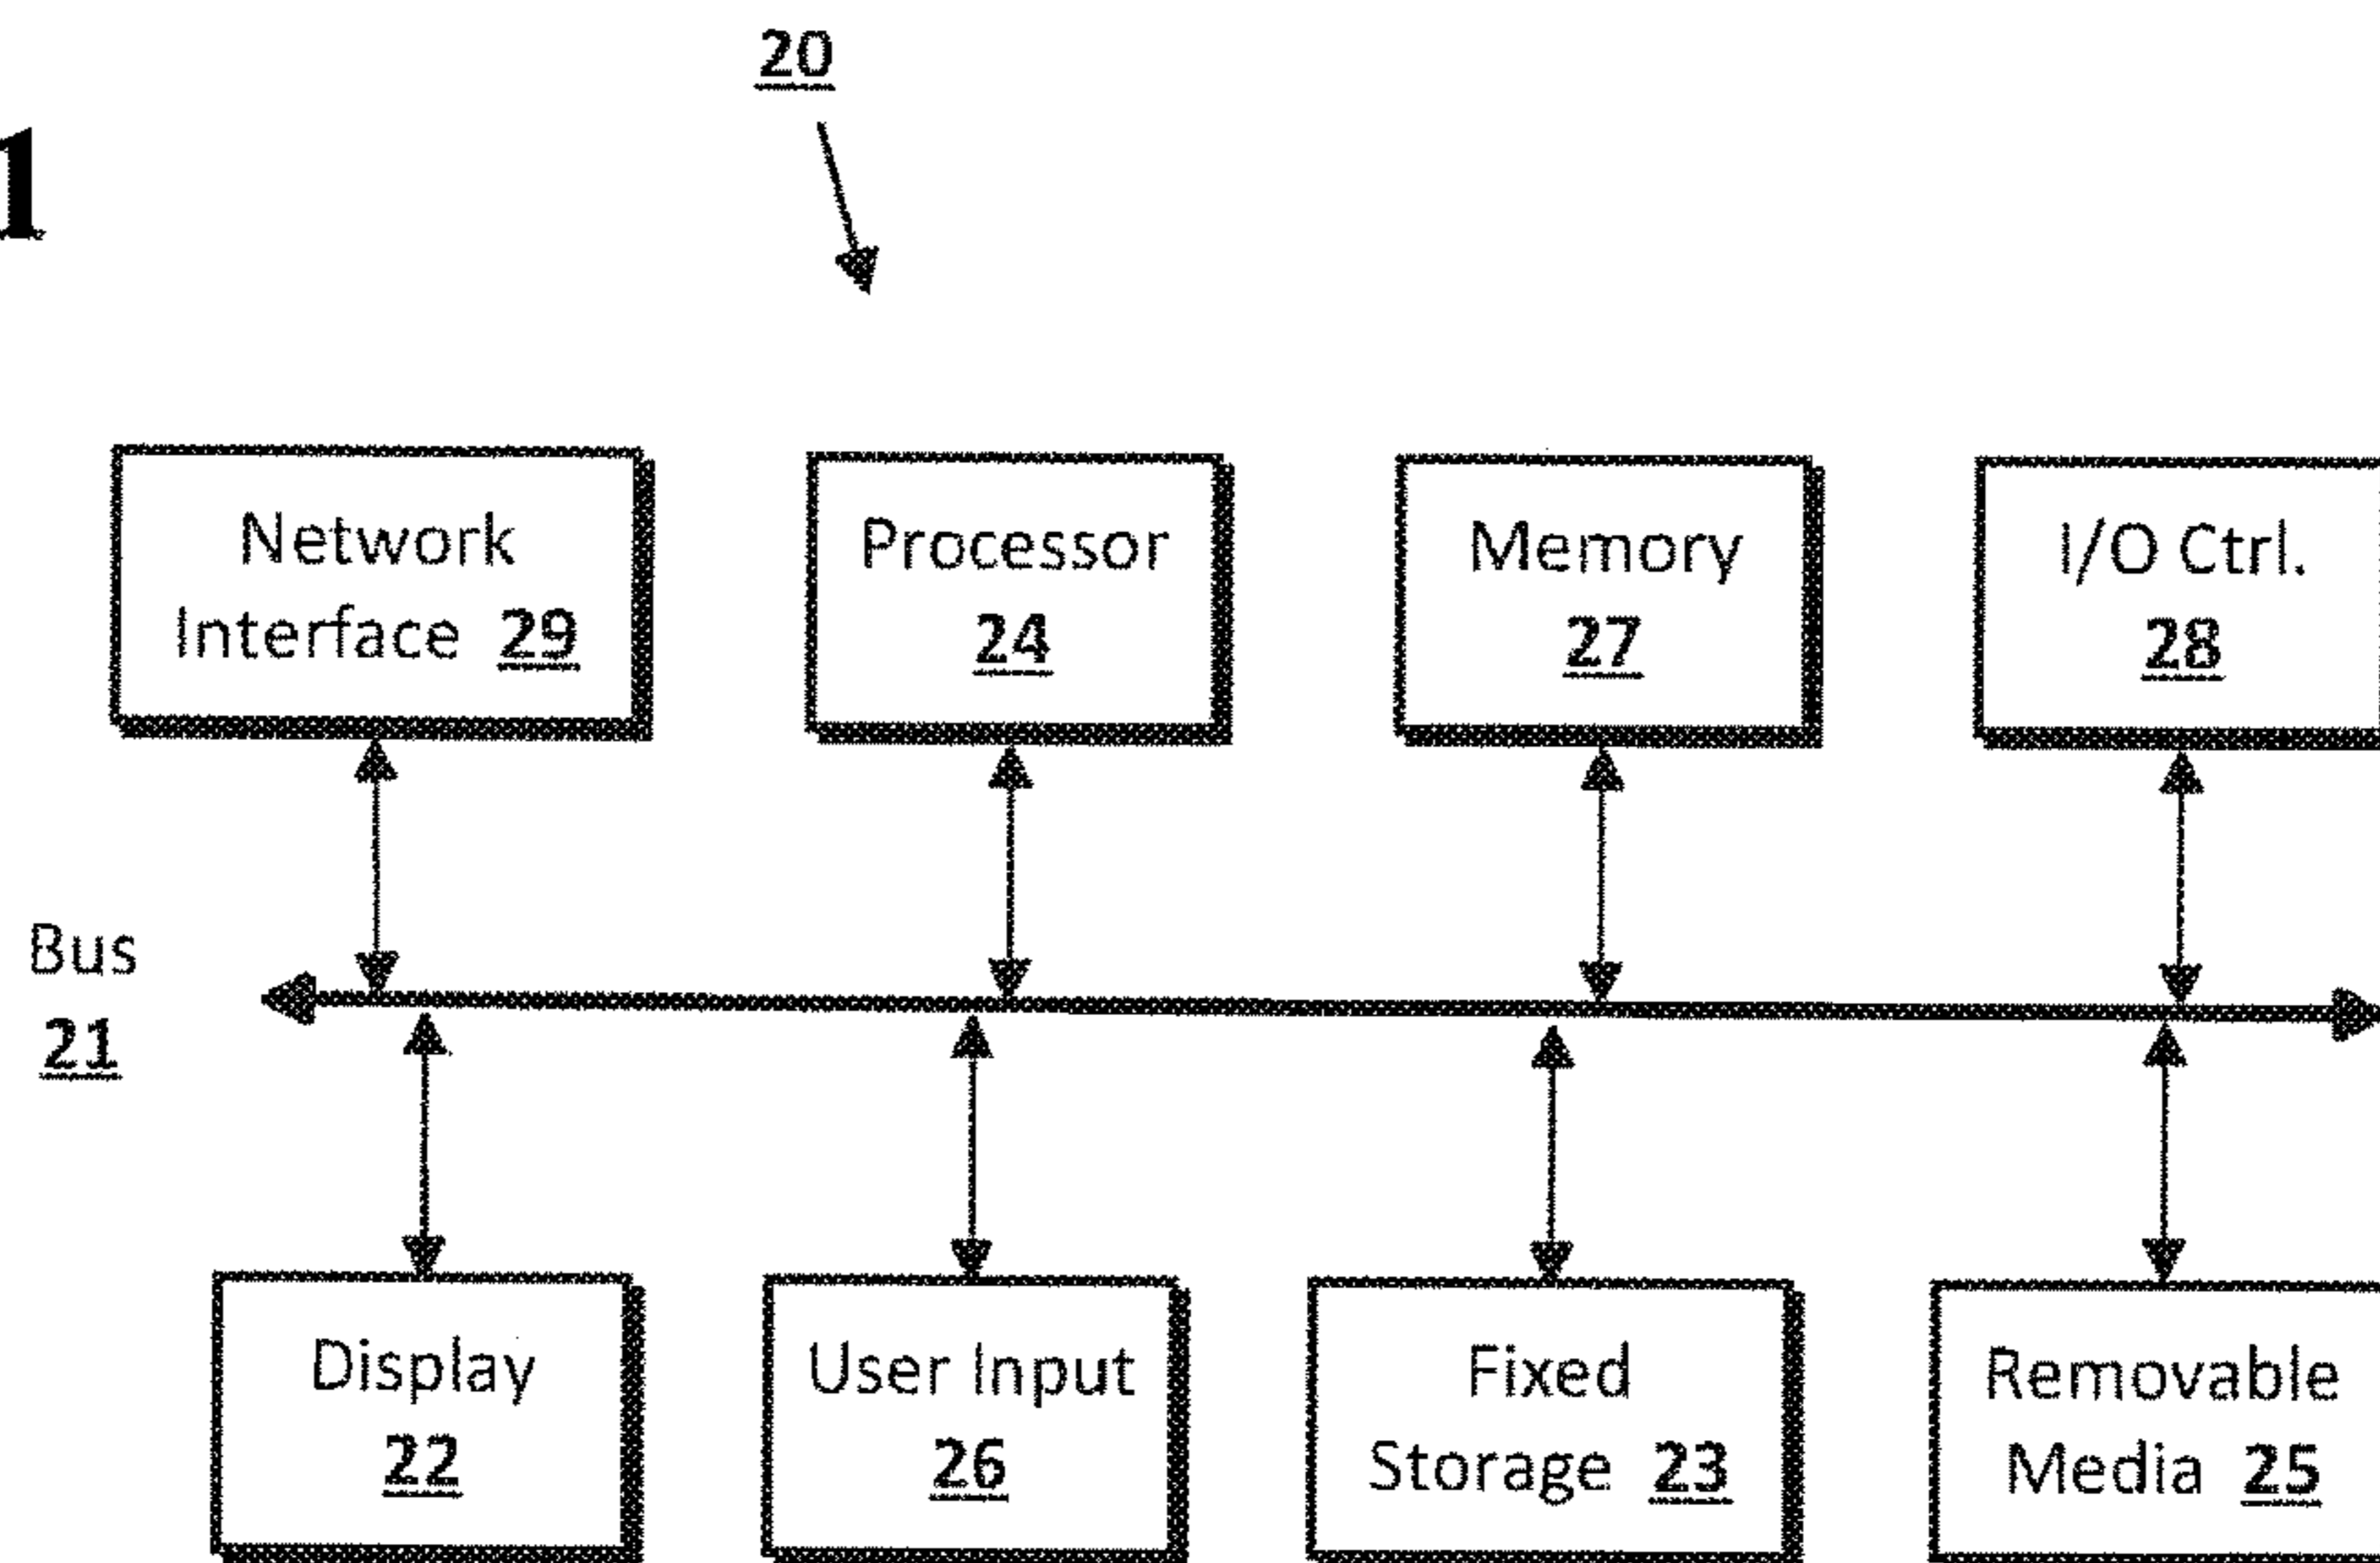 20
1
Network
Interface 29
Processor
24
Memory
27
I/O Ctrl.
28
Bus
21
Display
22
User Input
26
Fixed
Storage 23
Removable
Media 25